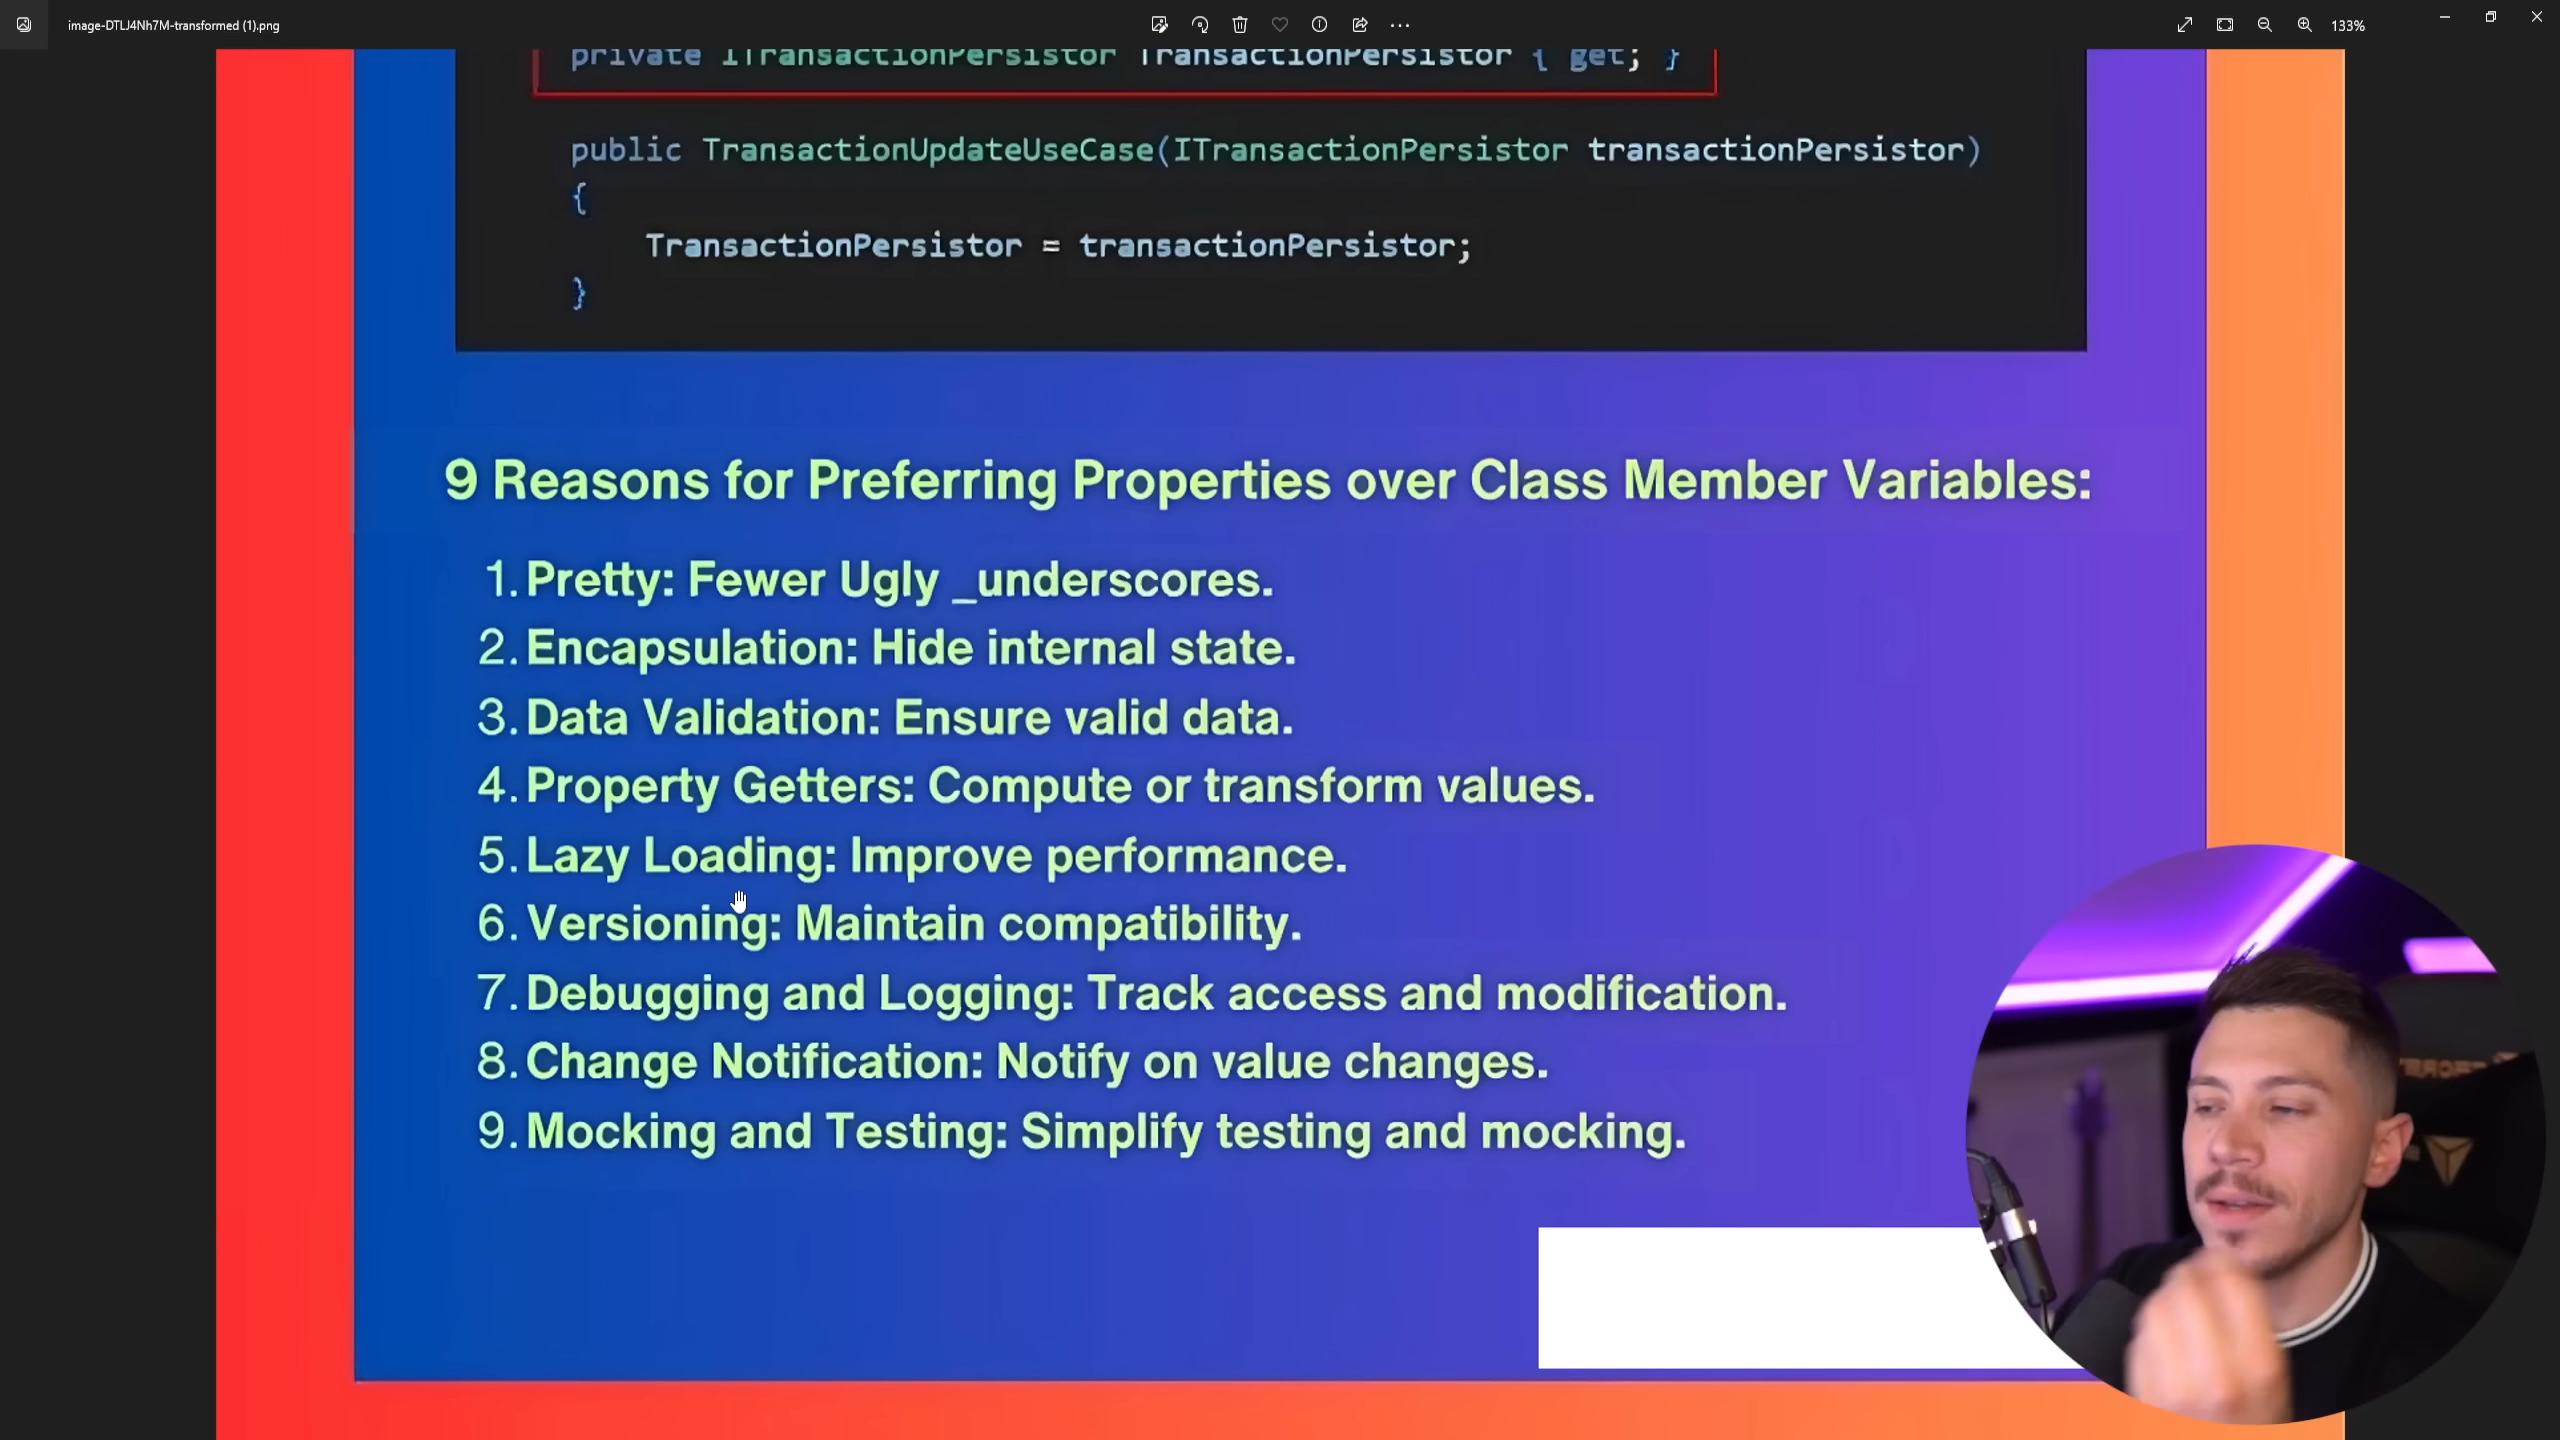 image-DTLJ4Nh7M-transformed (1).png
133%
private ITransactionPersistor TransactionPersistor { get; }
public TransactionUpdateUseCase(ITransactionPersistor transactionPersistor)
{
TransactionPersistor = transactionPersistor;
}
9 Reasons for Preferring Properties over Class Member Variables:
1. Pretty: Fewer Ugly _underscores.
2. Encapsulation: Hide internal state.
3. Data Validation: Ensure valid data.
4. Property Getters: Compute or transform values.
5. Lazy Loading: Improve performance.
6. Versioning: Maintain compatibility.
7. Debugging and Logging: Track access and modification.
8. Change Notification: Notify on value changes.
9. Mocking and Testing: Simplify testing and mocking.